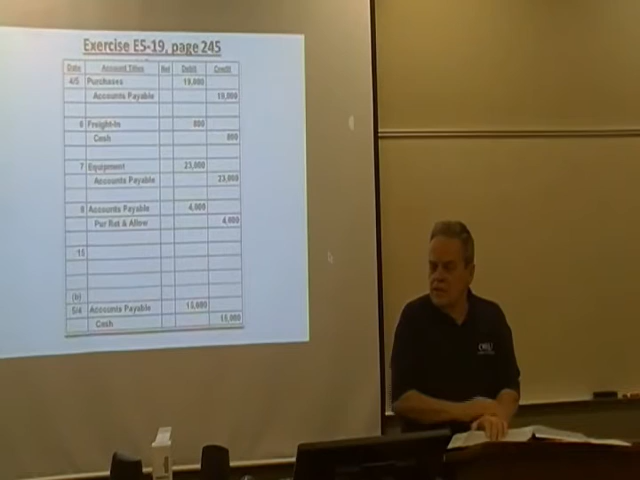 Exercise E5-19, page 245
Date Account Titles Ref Debit Credit
4/5 Purchases 19,000
Accounts Payable 19,000
6 Freight-In 800
Cash 800
7 Equipment 23,000
Accounts Payable 23,000
8 Accounts Payable 4,000
Pur Ret & Allow 4,000
15
(b)
5/4 Accounts Payable 15,000
Cash 15,000